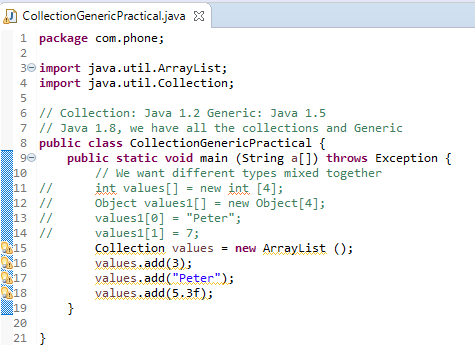 CollectionGenericPractical.java
1 package com.phone;
2
3 import java.util.ArrayList;
4 import java.util.Collection;
5
6 // Collection: Java 1.2 Generic: Java 1.5
7 // Java 1.8, we have all the collections and Generic
8 public class CollectionGenericPractical {
9     public static void main (String a[]) throws Exception {
10         // We want different types mixed together
11 //      int values[] = new int [4];
12 //      Object values1[] = new Object[4];
13 //      values1[0] = "Peter";
14 //      values1[1] = 7;
15         Collection values = new ArrayList ();
16         values.add(3);
17         values.add("Peter");
18         values.add(5.3f);
19     }
20
21 }